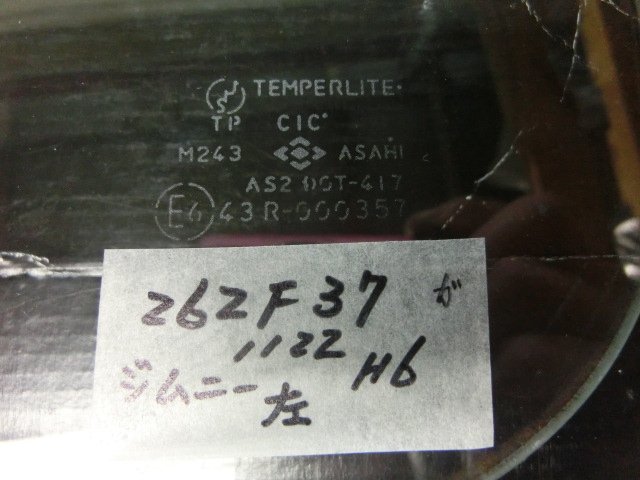 TEMPERLITE
TP CIC
M243 ASAHI
AS2 DOT-417
E6 43R-000357
262F37 ガ
1122
ジムニー H6
左